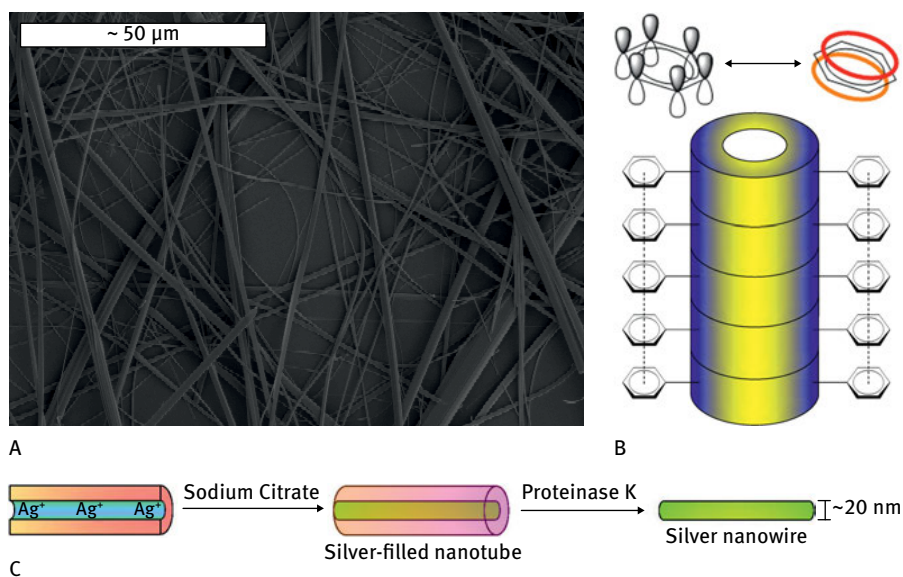 ~ 50 µm
A
B
Ag⁺ Ag⁺ Ag⁺
Sodium Citrate
Silver-filled nanotube
Proteinase K
Silver nanowire
~20 nm
C